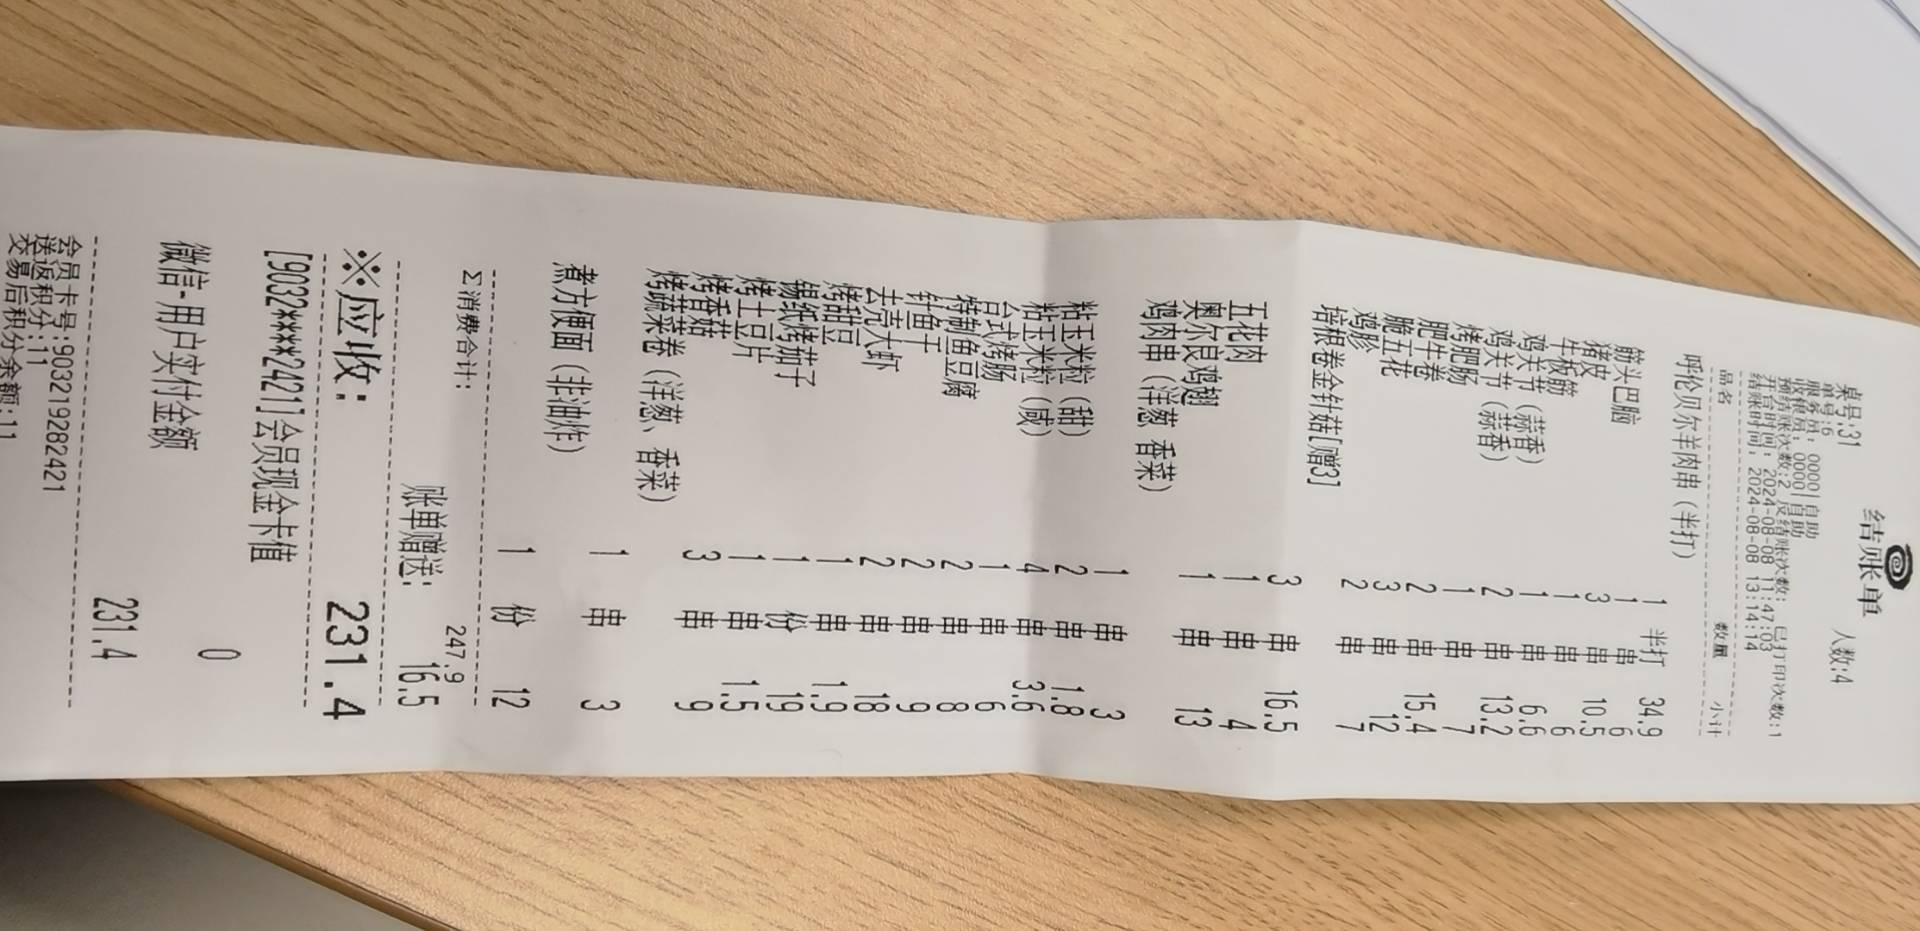 结账单
桌号:31 人数:4
单号:6
服务员: 0000|自助
收银员: 0000|自助
预结账次数:2 反结账次数: 已打印次数:1
开台时间: 2024-08-08 11:47:03
结账时间: 2024-08-08 13:14:14
品名 数量 小计
呼伦贝尔羊肉串(半打) 1 半打 34.9
筋头巴脑 1 串 6
猪皮 3 串 10.5
牛板筋 1 串 6
鸡关节(蒜香) 1 串 6.6
鸡关节(蒜香) 2 串 13.2
烤肥肠 1 串 7
肥牛卷 2 串 15.4
脆五花 3 串 12
鸡胗 2 串 7
培根卷金针菇[赠3] 3 串 16.5
五花肉 1 串 4
奥尔良鸡翅 1 串 13
鸡肉串(洋葱 香菜) 1 串 3
粘玉米粒(甜) 2 串 1.8
粘玉米粒(咸) 4 串 3.6
台式烤肠 1 串 6
特制鱼豆腐 2 串 8
针鱼干 2 串 9
去壳大虾 2 串 18
烤甜豆 1 串 1.9
锡纸烤茄子 1 份 19
烤土豆片 1 串 1.5
烤香菇 3 串 9
烤蔬菜卷(洋葱、香菜) 1 串 3
煮方便面(非油炸) 1 份 12
Σ消费合计: 247.9
账单赠送: 16.5
※应收: 231.4
[9032****2421]会员现金卡值 231.4
微信-用户实付金额 0
会员卡号:90321928​2421
送返积分:11
交易后积分余额:11